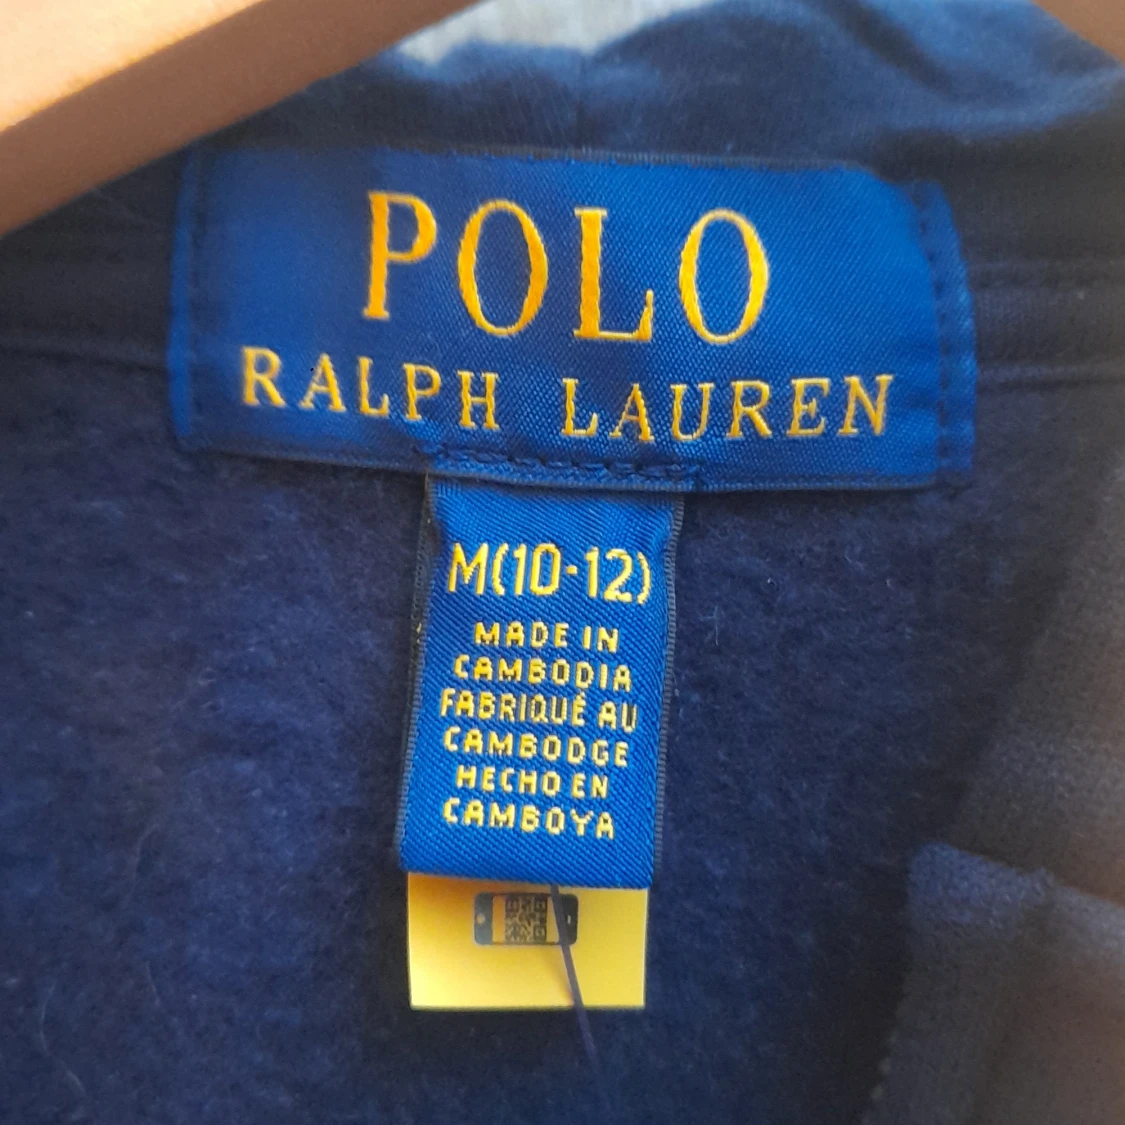 POLO
RALPH LAUREN
M(10-12)
MADE IN
CAMBODIA
FABRIQUÉ AU
CAMBODGE
HECHO EN
CAMBOYA